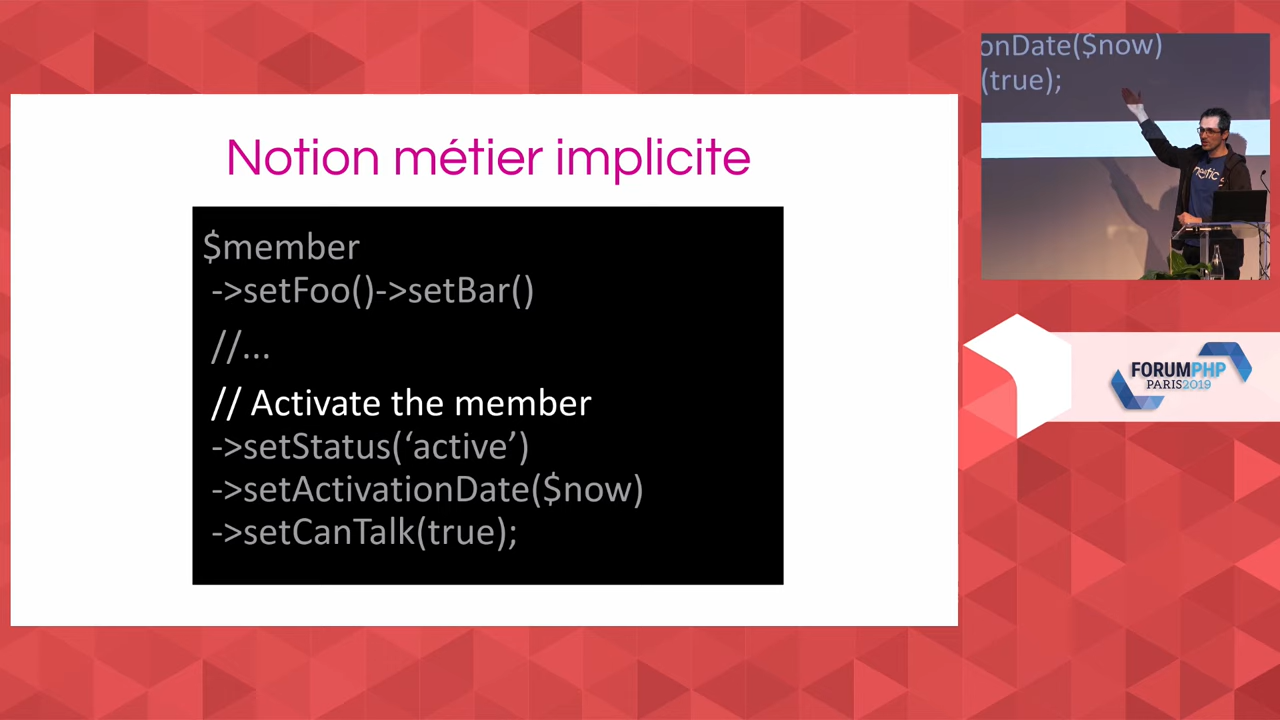 Notion métier implicite
$member
->setFoo()->setBar()
//...
// Activate the member
->setStatus(‘active’)
->setActivationDate($now)
->setCanTalk(true);
onDate($now)
(true);
FORUMPHP
PARIS2019